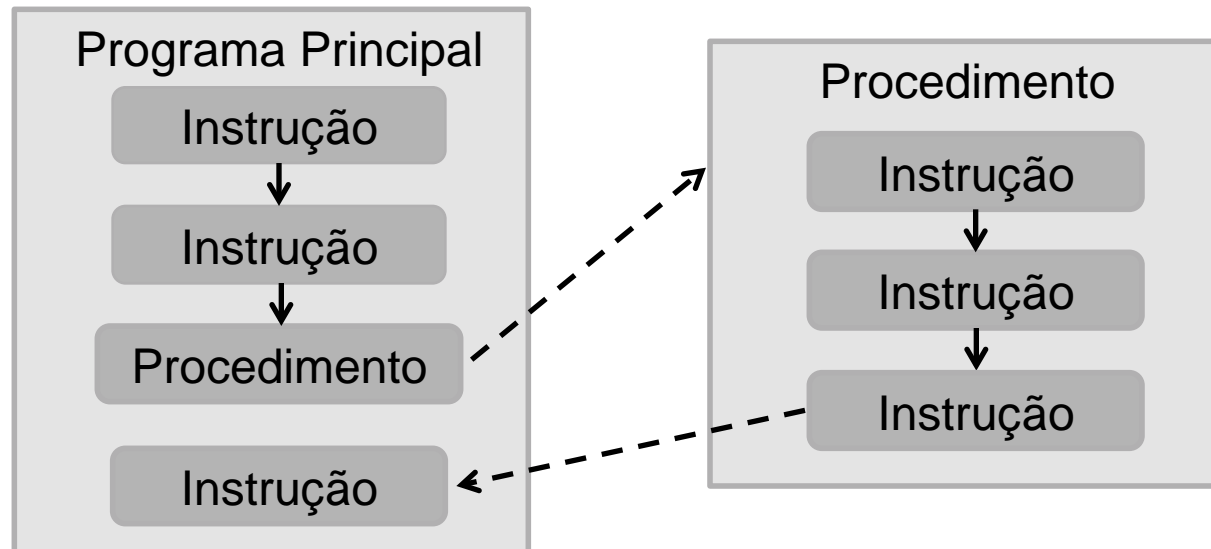 Programa Principal
Instrução
Instrução
Procedimento
Instrução
Procedimento
Instrução
Instrução
Instrução